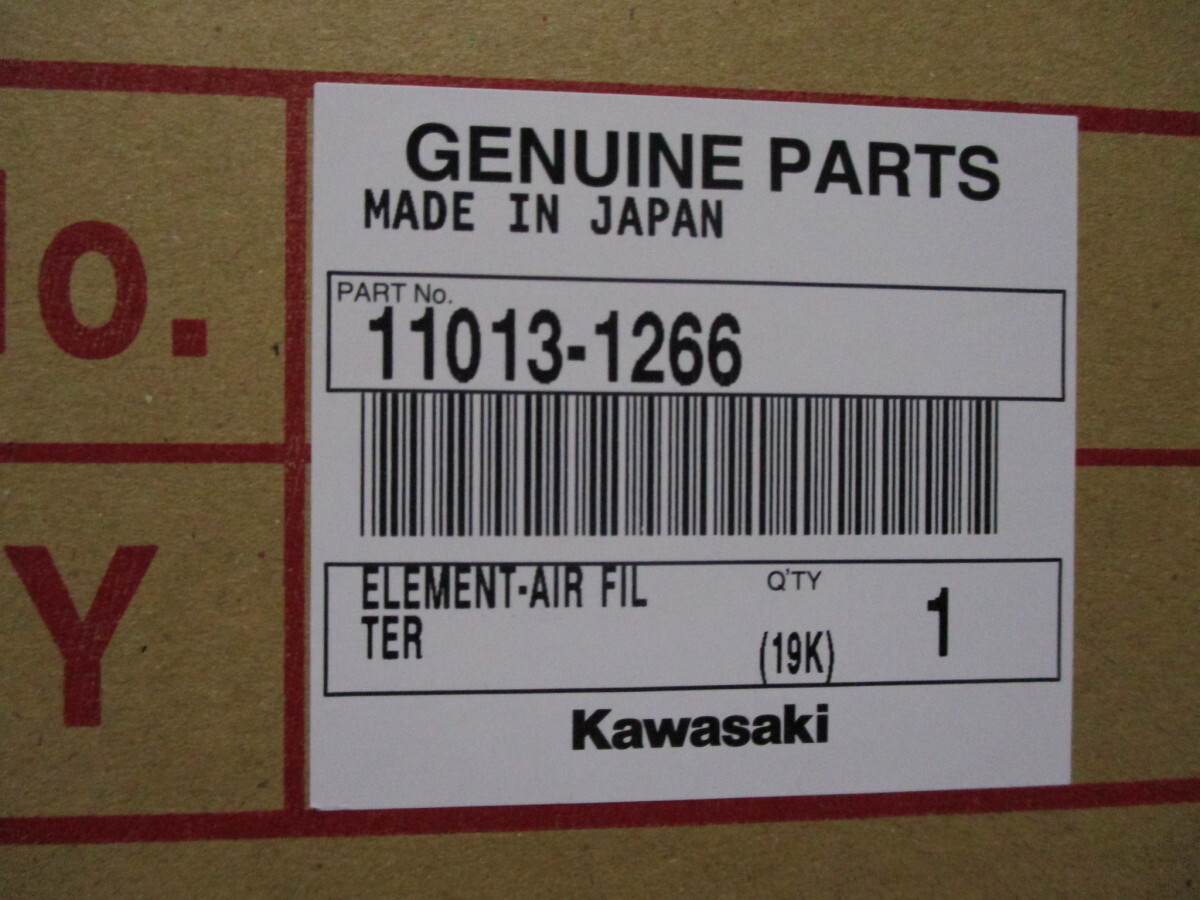 GENUINE PARTS
MADE IN JAPAN
PART No.
11013-1266
ELEMENT-AIR FIL
TER
Q'TY
(19K)
1
Kawasaki
o.
Y